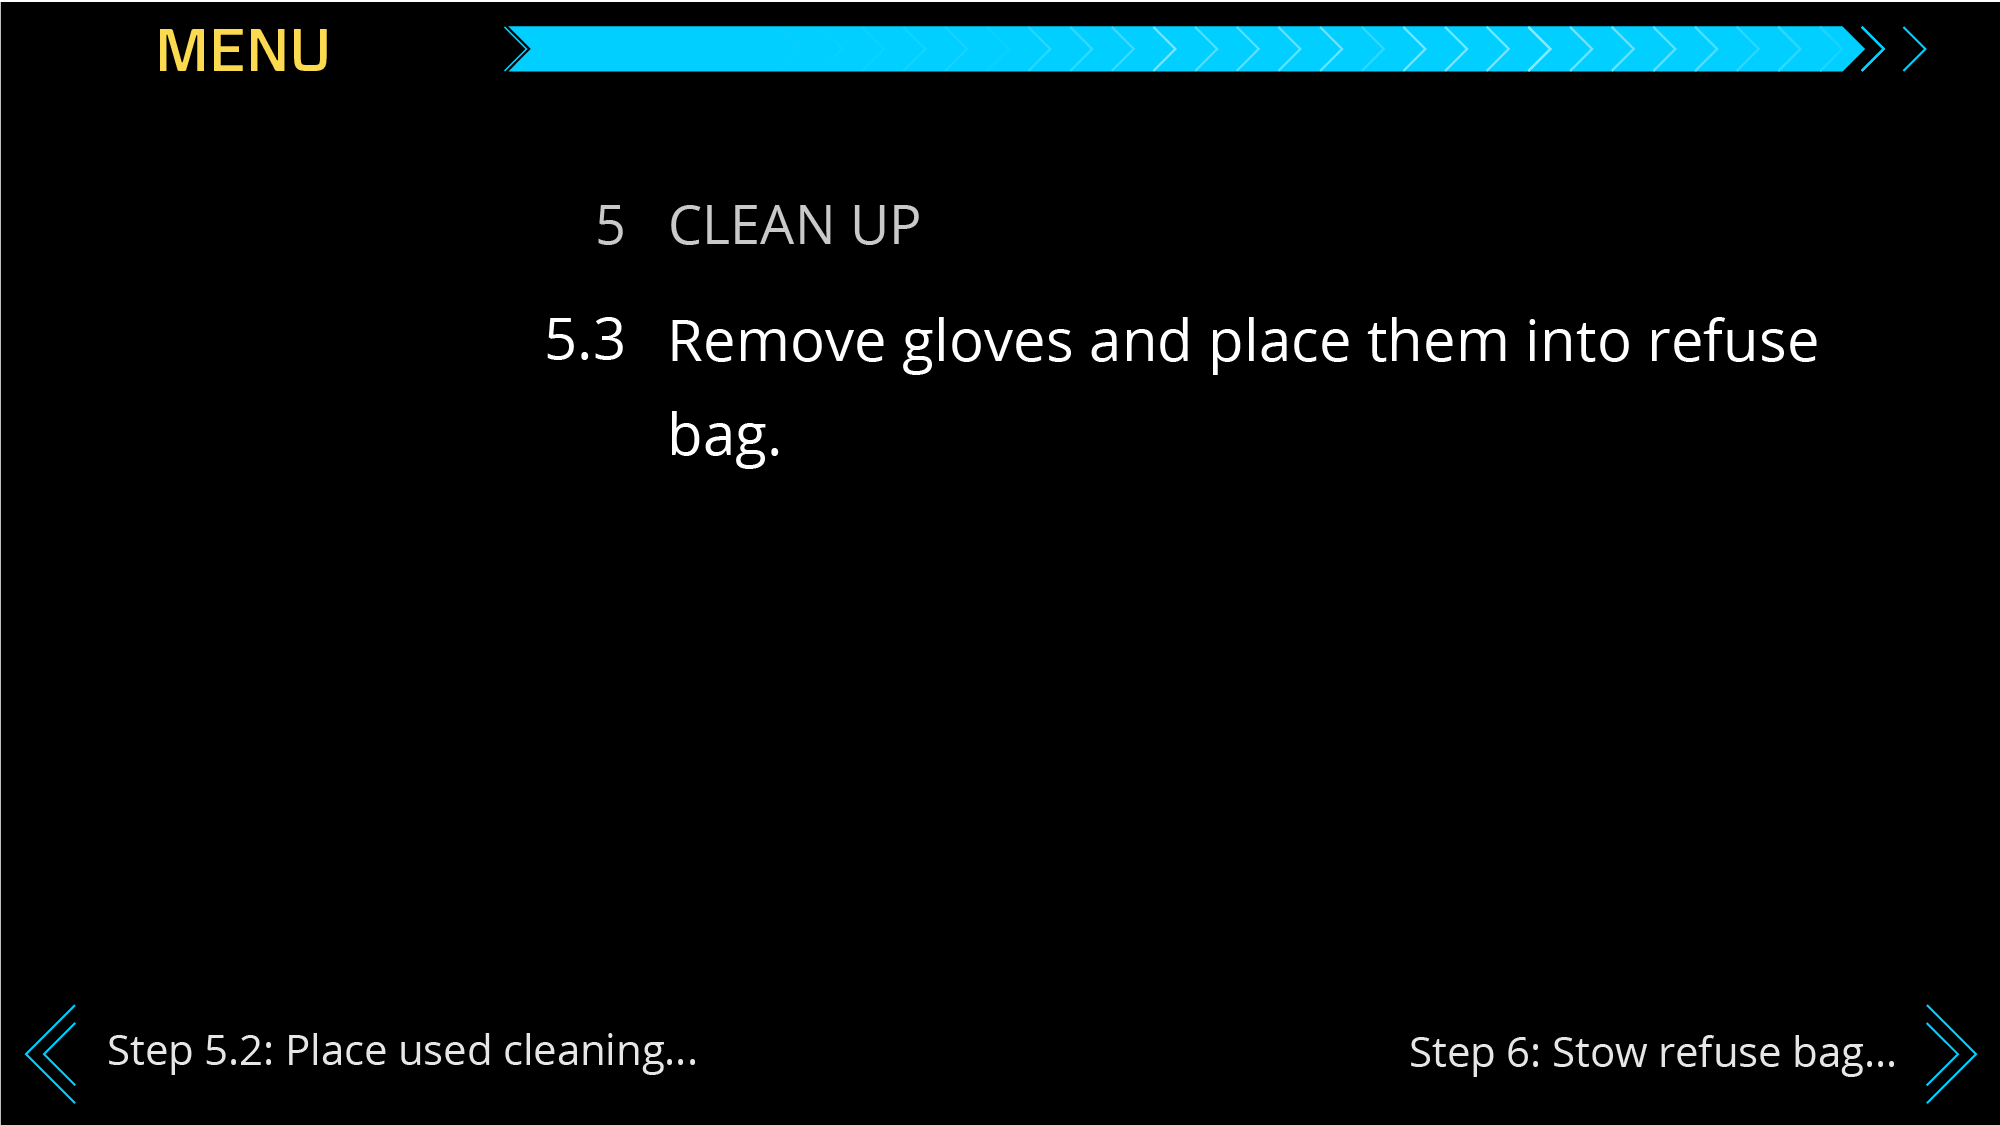 MENU
5 CLEAN UP
5.3 Remove gloves and place them into refuse
bag.
Step 5.2: Place used cleaning...
Step 6: Stow refuse bag...